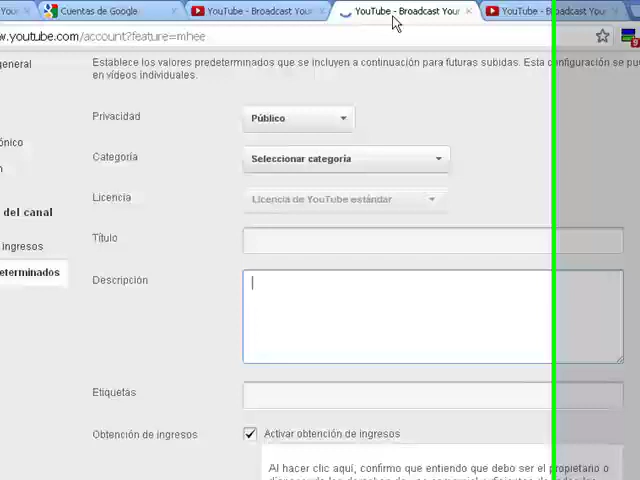 You
Cuentas de Google
YouTube - Broadcast Your
YouTube - Broadcast Your
YouTube - Broadcast You
w.youtube.com/account?feature=mhee
general
Establece los valores predeterminados que se incluyen a continuación para futuras subidas. Esta configuración se pu
en vídeos individuales.
Privacidad
Público
ónico
Categoría
Seleccionar categoría
n
Licencia
Licencia de YouTube estándar
del canal
Título
ingresos
eterminados
Descripción
Etiquetas
Obtención de ingresos
Activar obtención de ingresos
Al hacer clic aquí, confirmo que entiendo que debo ser el propietario o